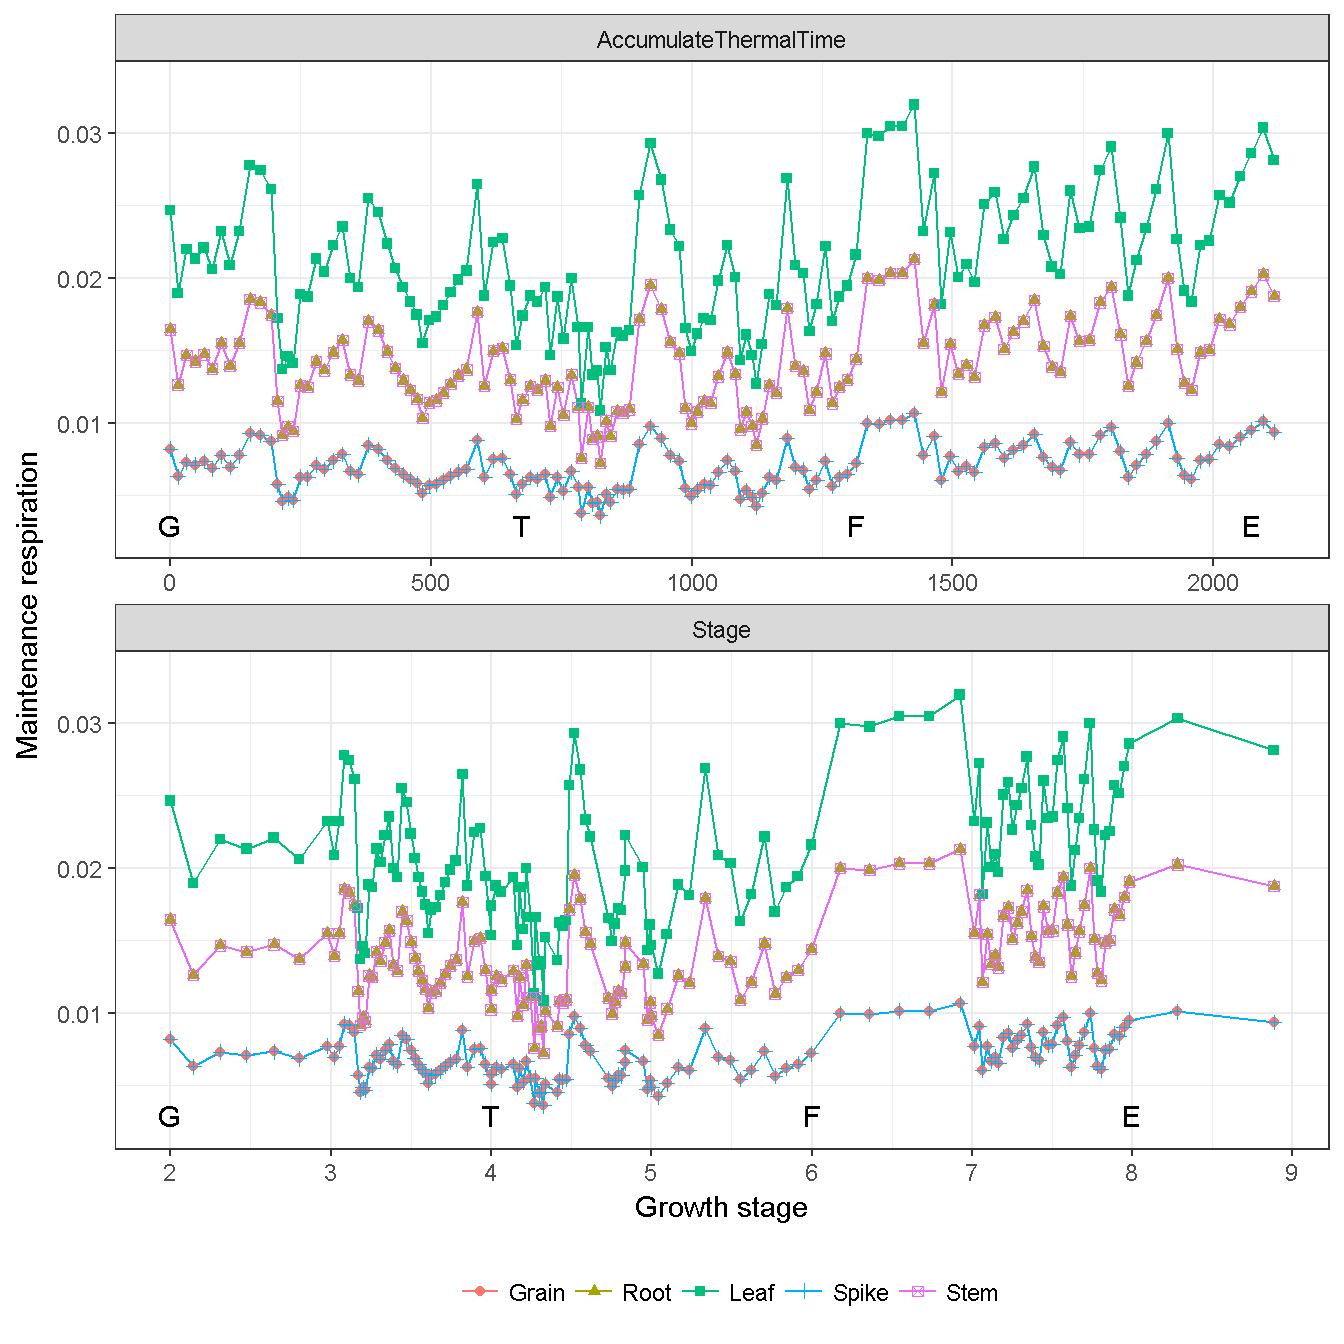 AccumulateThermalTime
0.03
0.02
0.01
G T F E
0 500 1000 1500 2000
Maintenance respiration
Stage
0.03
0.02
0.01
G T F E
2 3 4 5 6 7 8 9
Growth stage
Grain Root Leaf Spike Stem